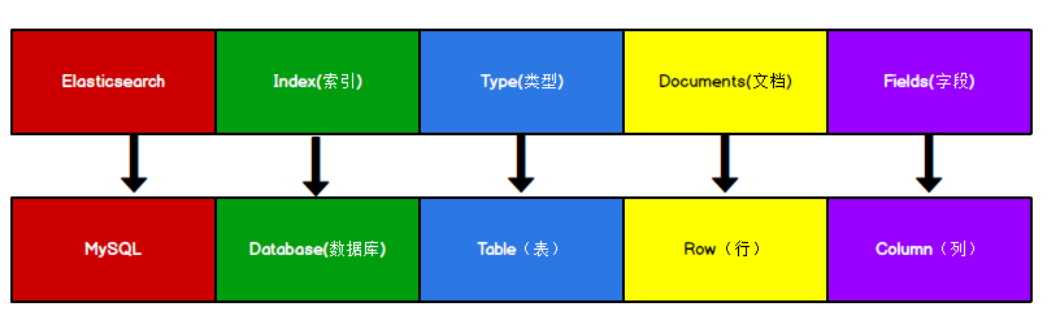 Elasticsearch
Index(索引)
Type(类型)
Documents(文档)
Fields(字段)
MySQL
Database(数据库)
Table（表）
Row（行）
Column（列）